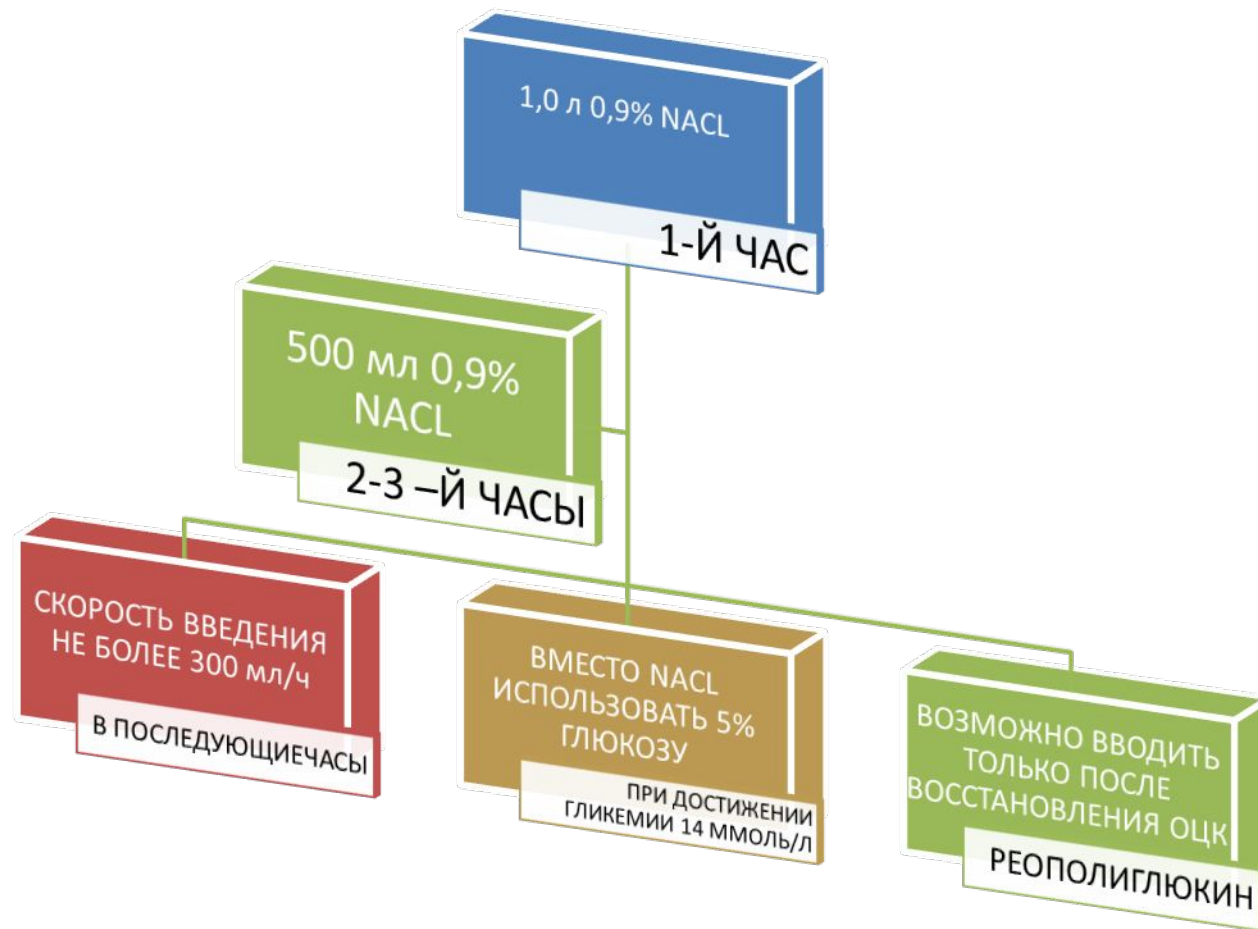 1,0 л 0,9% NACL
1-Й ЧАС
500 мл 0,9%
NACL
2-3 –Й ЧАСЫ
СКОРОСТЬ ВВЕДЕНИЯ
НЕ БОЛЕЕ 300 мл/ч
В ПОСЛЕДУЮЩИЕЧАСЫ
ВМЕСТО NACL
ИСПОЛЬЗОВАТЬ 5%
ГЛЮКОЗУ
ПРИ ДОСТИЖЕНИИ
ГЛИКЕМИИ 14 ММОЛЬ/Л
ВОЗМОЖНО ВВОДИТЬ
ТОЛЬКО ПОСЛЕ
ВОССТАНОВЛЕНИЯ ОЦК
РЕОПОЛИГЛЮКИН